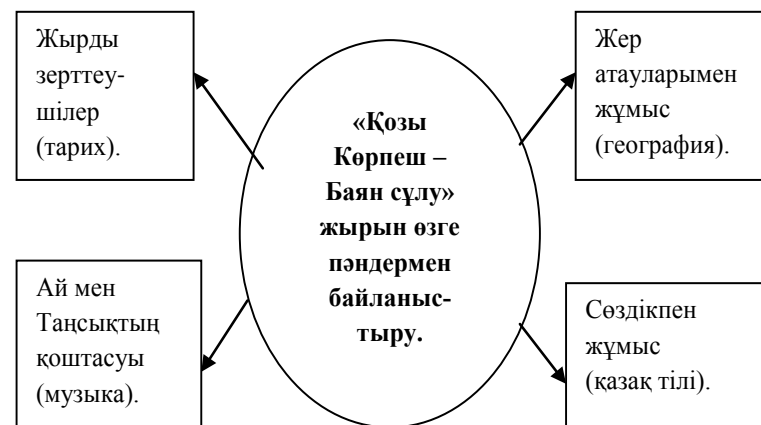 Жырды
зерттеу-
шілер
(тарих).
Жер
атауларымен
жұмыс
(география).
«Қозы
Көрпеш –
Баян сұлу»
жырын өзге
пәндермен
байланыс-
тыру.
Ай мен
Таңсықтың
қоштасуы
(музыка).
Сөздікпен
жұмыс
(қазақ тілі).